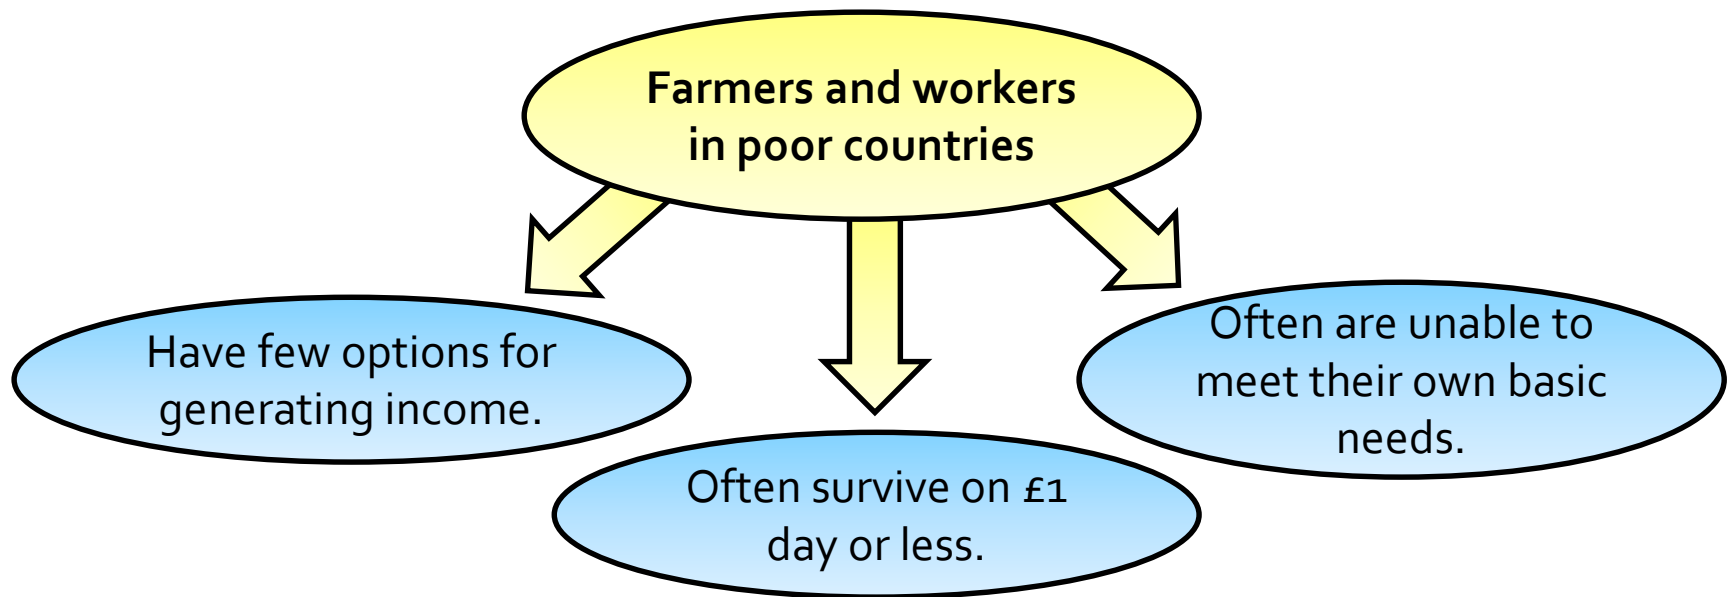 Farmers and workers
in poor countries
Have few options for
generating income.
Often survive on £1
day or less.
Often are unable to
meet their own basic
needs.